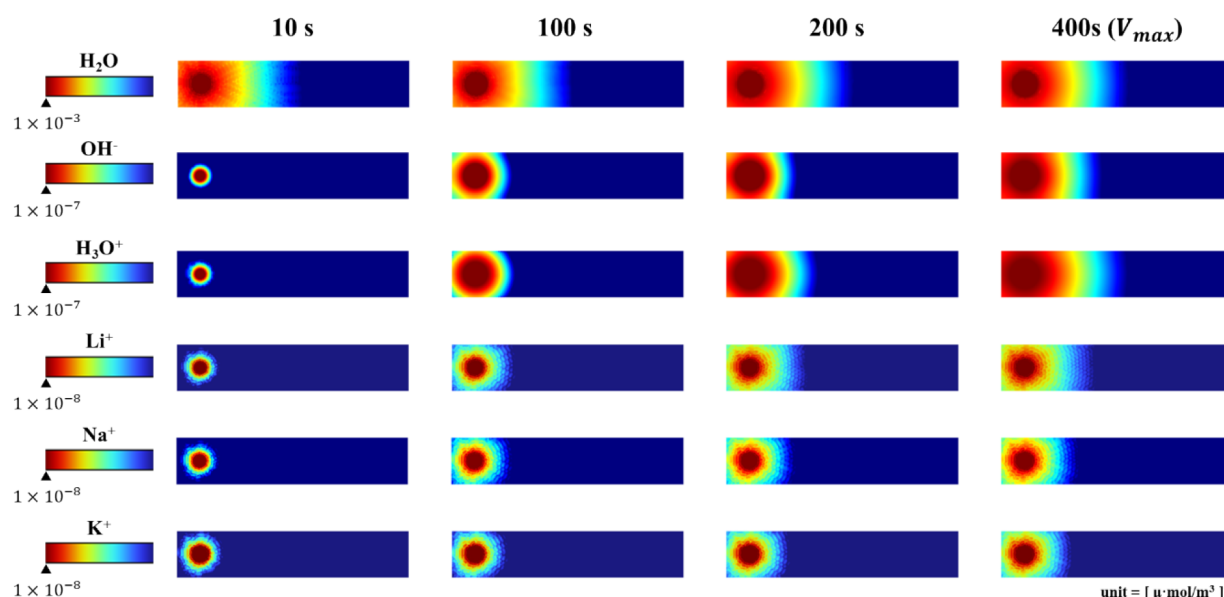 10 s 100 s 200 s 400s (V_max)
H₂O
1 × 10⁻³
OH⁻
1 × 10⁻⁷
H₃O⁺
1 × 10⁻⁷
Li⁺
1 × 10⁻⁸
Na⁺
1 × 10⁻⁸
K⁺
1 × 10⁻⁸
unit = [ μ·mol/m³ ]